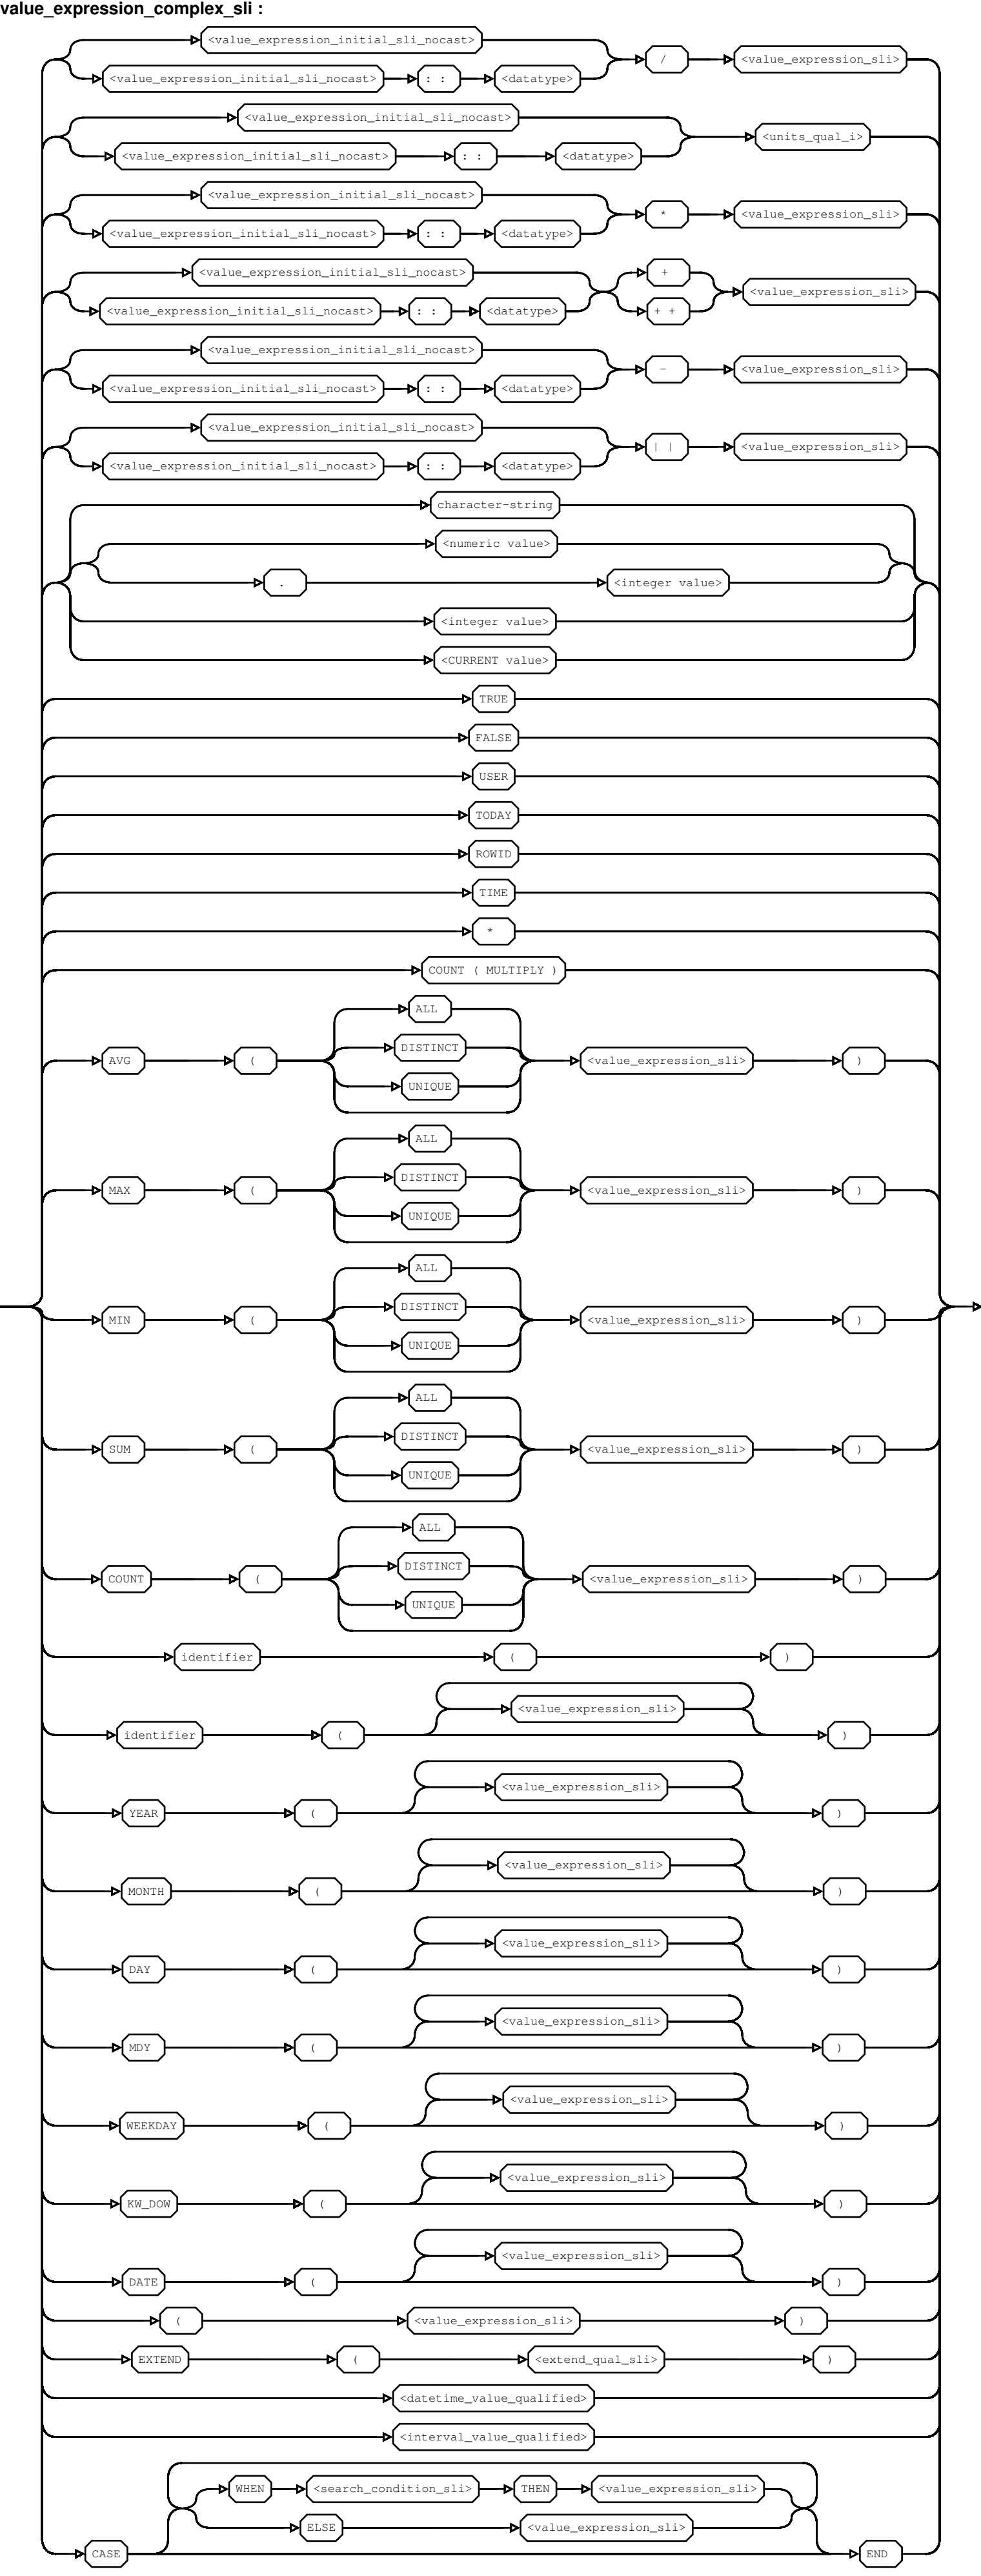 value_expression_complex_sli :
<value_expression_initial_sli_nocast>
/ <value_expression_sli>
<value_expression_initial_sli_nocast> : : <datatype>
<value_expression_initial_sli_nocast>
<units_qual_i>
<value_expression_initial_sli_nocast> : : <datatype>
<value_expression_initial_sli_nocast>
* <value_expression_sli>
<value_expression_initial_sli_nocast> : : <datatype>
<value_expression_initial_sli_nocast> +
<value_expression_sli>
<value_expression_initial_sli_nocast> : : <datatype> + +
<value_expression_initial_sli_nocast>
- <value_expression_sli>
<value_expression_initial_sli_nocast> : : <datatype>
<value_expression_initial_sli_nocast>
| | <value_expression_sli>
<value_expression_initial_sli_nocast> : : <datatype>
character-string
<numeric value>
. <integer value>
<integer value>
<CURRENT value>
TRUE
FALSE
USER
TODAY
ROWID
TIME
*
COUNT ( MULTIPLY )
ALL
DISTINCT
AVG ( <value_expression_sli> )
UNIQUE
ALL
DISTINCT
MAX ( <value_expression_sli> )
UNIQUE
ALL
DISTINCT
MIN ( <value_expression_sli> )
UNIQUE
ALL
DISTINCT
SUM ( <value_expression_sli> )
UNIQUE
ALL
DISTINCT
COUNT ( <value_expression_sli> )
UNIQUE
identifier ( )
<value_expression_sli>
identifier ( )
<value_expression_sli>
YEAR ( )
<value_expression_sli>
MONTH ( )
<value_expression_sli>
DAY ( )
<value_expression_sli>
MDY ( )
<value_expression_sli>
WEEKDAY ( )
<value_expression_sli>
KW_DOW ( )
<value_expression_sli>
DATE ( )
( <value_expression_sli> )
EXTEND ( <extend_qual_sli> )
<datetime_value_qualified>
<interval_value_qualified>
WHEN <search_condition_sli> THEN <value_expression_sli>
ELSE <value_expression_sli>
CASE END